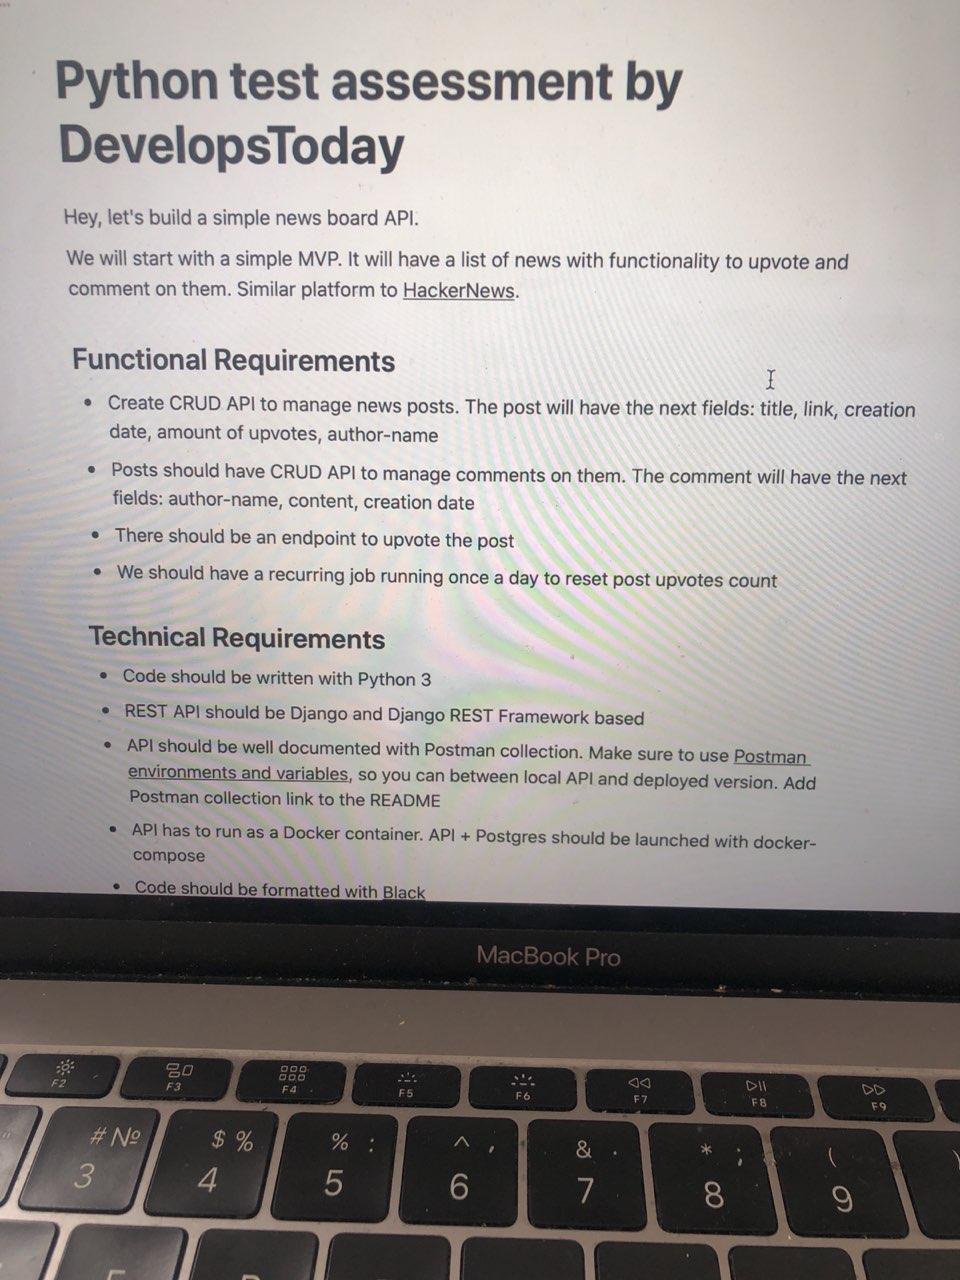 Python test assessment by
DevelopsToday
Hey, let's build a simple news board API.
We will start with a simple MVP. It will have a list of news with functionality to upvote and
comment on them. Similar platform to HackerNews.
Functional Requirements
• Create CRUD API to manage news posts. The post will have the next fields: title, link, creation
date, amount of upvotes, author-name
• Posts should have CRUD API to manage comments on them. The comment will have the next
fields: author-name, content, creation date
• There should be an endpoint to upvote the post
• We should have a recurring job running once a day to reset post upvotes count
Technical Requirements
• Code should be written with Python 3
• REST API should be Django and Django REST Framework based
• API should be well documented with Postman collection. Make sure to use Postman
environments and variables, so you can between local API and deployed version. Add
Postman collection link to the README
• API has to run as a Docker container. API + Postgres should be launched with docker-
compose
• Code should be formatted with Black
MacBook Pro
F2 F3 F4 F5 F6 F7 F8 F9
# № $ % % : ^ , & . * ; (
3 4 5 6 7 8 9